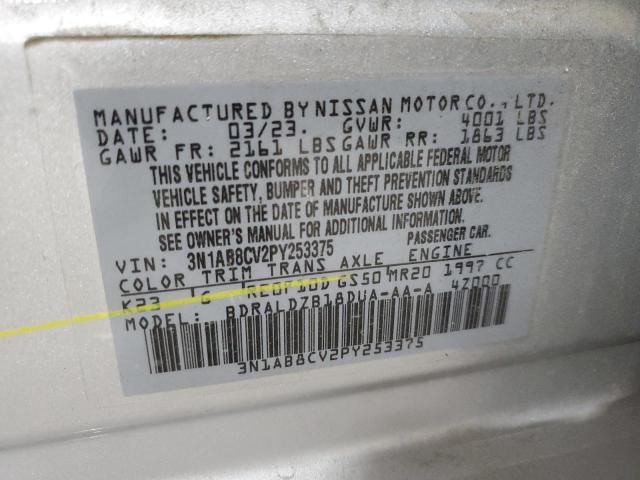 MANUFACTURED BY NISSAN MOTOR CO., LTD.
DATE: 03/23. GVWR: 4001 LBS
GAWR FR: 2161 LBS GAWR RR: 1863 LBS
THIS VEHICLE CONFORMS TO ALL APPLICABLE FEDERAL MOTOR
VEHICLE SAFETY, BUMPER AND THEFT PREVENTION STANDARDS
IN EFFECT ON THE DATE OF MANUFACTURE SHOWN ABOVE.
SEE OWNER'S MANUAL FOR ADDITIONAL INFORMATION.
VIN: 3N1AB8CV2PY253375 PASSENGER CAR.
COLOR TRIM TRANS AXLE ENGINE
K23 G RE0F10D GS50 MR20 1997 CC
MODEL: BDRALDZB18DUA-AA-A 4Z000
3N1AB8CV2PY253375